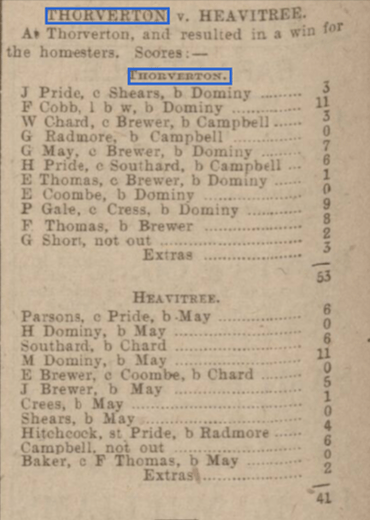 THORVERTON v. HEAVITREE.
At Thorverton, and resulted in a win for
the homesters. Scores:—
THORVERTON.
J Pride, c Shears, b Dominy ......... 3
F Cobb, l b w, b Dominy ......... 11
W Chard, c Brewer, b Campbell ...... 3
G Radmore, b Campbell ......... 0
G May, c Brewer, b Dominy ......... 7
H Pride, c Southard, b Campbell ...... 6
E Thomas, c Brewer, b Dominy ......... 1
E Coombe, b Dominy ......... 0
P Gale, c Cress, b Dominy ......... 9
F Thomas, b Brewer ......... 8
G Short, not out ......... 2
Extras ......... 3
53
HEAVITREE.
Parsons, c Pride, b May ......... 6
H Dominy, b May ......... 0
Southard, b Chard ......... 6
M Dominy, b May ......... 11
E Brewer, c Coombe, b Chard ......... 0
J Brewer, b May ......... 5
Crees, b May ......... 1
Shears, b May ......... 0
Hitchcock, st Pride, b Radmore ......... 4
Campbell, not out ......... 6
Baker, c F Thomas, b May ......... 0
Extras ......... 2
41